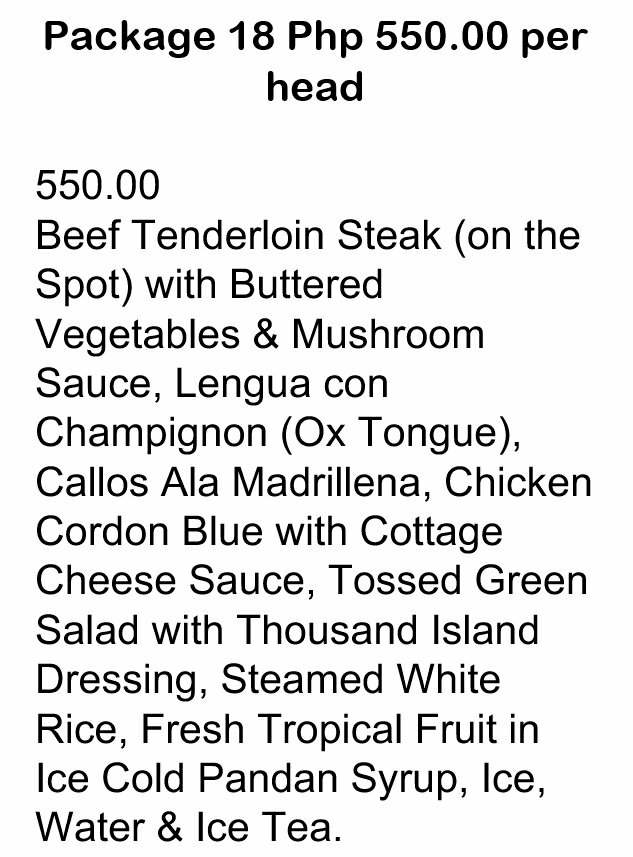 Package 18 Php 550.00 per
head
550.00
Beef Tenderloin Steak (on the
Spot) with Buttered
Vegetables & Mushroom
Sauce, Lengua con
Champignon (Ox Tongue),
Callos Ala Madrillena, Chicken
Cordon Blue with Cottage
Cheese Sauce, Tossed Green
Salad with Thousand Island
Dressing, Steamed White
Rice, Fresh Tropical Fruit in
Ice Cold Pandan Syrup, Ice,
Water & Ice Tea.